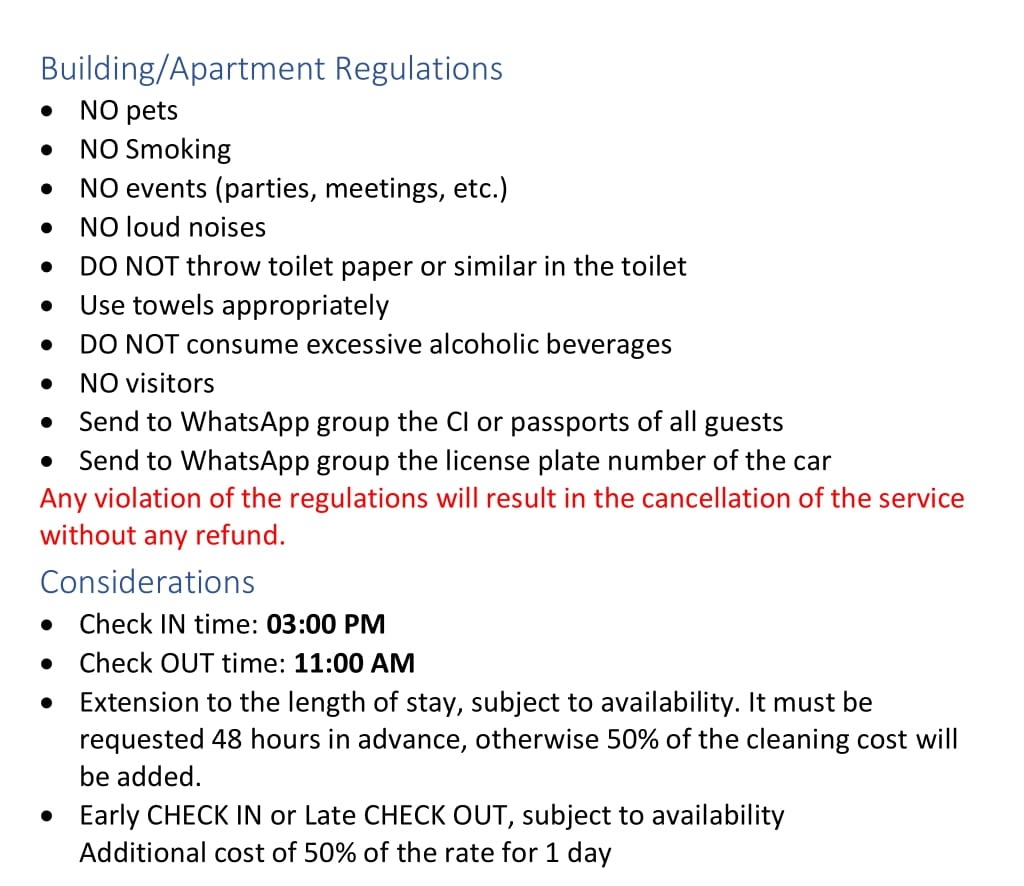 Building/Apartment Regulations
• NO pets
• NO Smoking
• NO events (parties, meetings, etc.)
• NO loud noises
• DO NOT throw toilet paper or similar in the toilet
• Use towels appropriately
• DO NOT consume excessive alcoholic beverages
• NO visitors
• Send to WhatsApp group the CI or passports of all guests
• Send to WhatsApp group the license plate number of the car
Any violation of the regulations will result in the cancellation of the service
without any refund.
Considerations
• Check IN time: 03:00 PM
• Check OUT time: 11:00 AM
• Extension to the length of stay, subject to availability. It must be
requested 48 hours in advance, otherwise 50% of the cleaning cost will
be added.
• Early CHECK IN or Late CHECK OUT, subject to availability
Additional cost of 50% of the rate for 1 day